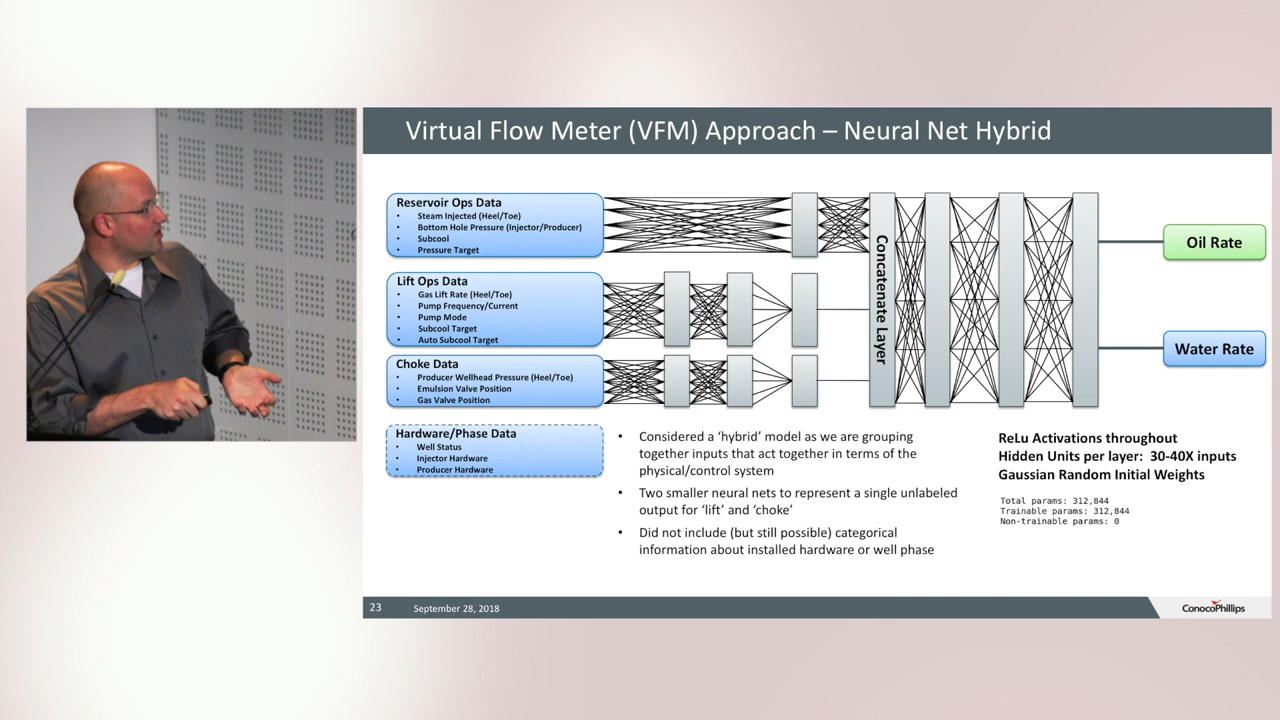 Virtual Flow Meter (VFM) Approach – Neural Net Hybrid
Reservoir Ops Data
• Steam Injected (Heel/Toe)
• Bottom Hole Pressure (Injector/Producer)
• Subcool
• Pressure Target
Lift Ops Data
• Gas Lift Rate (Heel/Toe)
• Pump Frequency/Current
• Pump Mode
• Subcool Target
• Auto Subcool Target
Choke Data
• Producer Wellhead Pressure (Heel/Toe)
• Emulsion Valve Position
• Gas Valve Position
Hardware/Phase Data
• Well Status
• Injector Hardware
• Producer Hardware
Concatenate Layer
Oil Rate
Water Rate
• Considered a ‘hybrid’ model as we are grouping
together inputs that act together in terms of the
physical/control system
• Two smaller neural nets to represent a single unlabeled
output for ‘lift’ and ‘choke’
• Did not include (but still possible) categorical
information about installed hardware or well phase
ReLu Activations throughout
Hidden Units per layer: 30-40X inputs
Gaussian Random Initial Weights
Total params: 312,844
Trainable params: 312,844
Non-trainable params: 0
23
September 28, 2018
ConocoPhillips